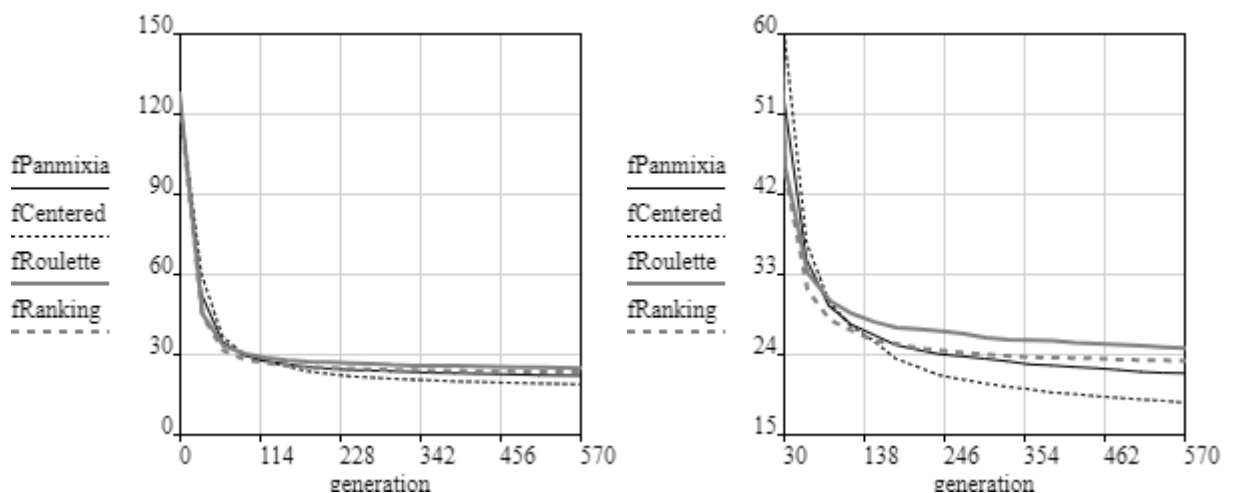 150
120
90
60
30
0
fPanmixia
fCentered
fRoulette
fRanking
0 114 228 342 456 570
generation
60
51
42
33
24
15
fPanmixia
fCentered
fRoulette
fRanking
30 138 246 354 462 570
generation